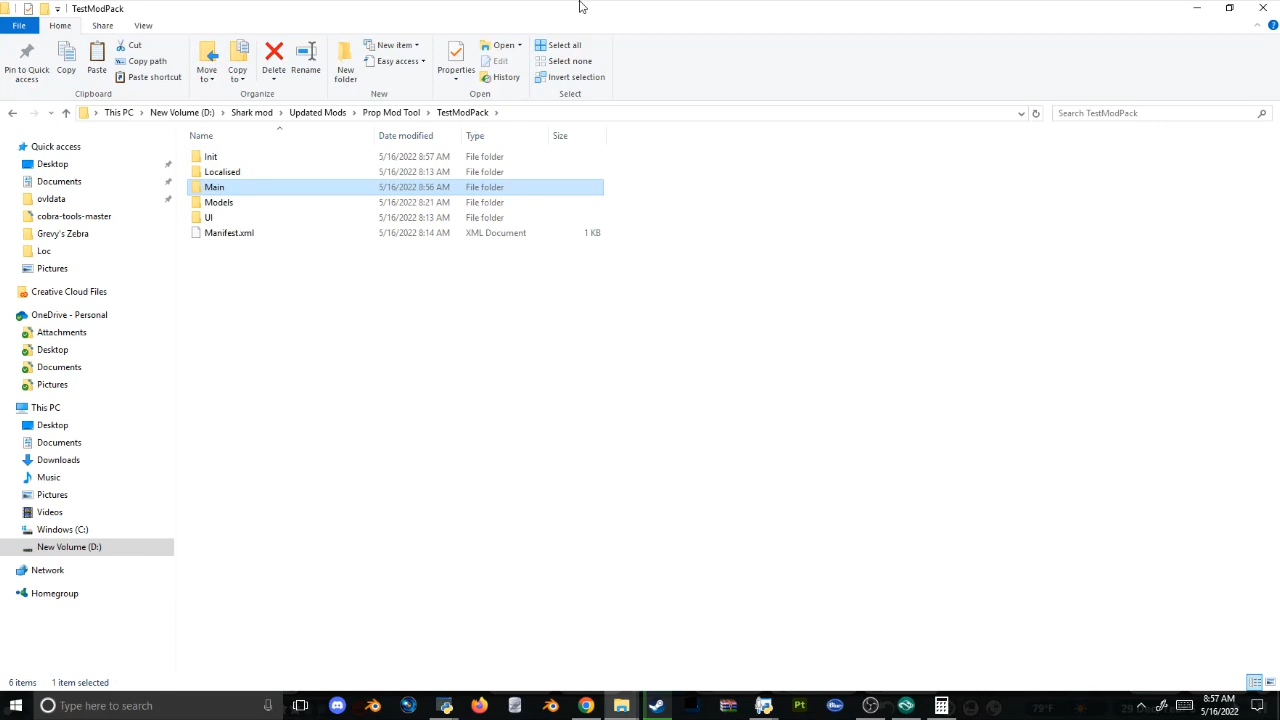 TestModPack
File Home Share View
Pin to Quick access Copy Paste Cut Copy path Paste shortcut
Clipboard
Move to Copy to Delete Rename
Organize
New folder New item Easy access
New
Properties Open Edit History
Open
Select all Select none Invert selection
Select
This PC New Volume (D:) Shark mod Updated Mods Prop Mod Tool TestModPack
Search TestModPack
Name Date modified Type Size
Init 5/16/2022 8:57 AM File folder
Localised 5/16/2022 8:13 AM File folder
Main 5/16/2022 8:56 AM File folder
Models 5/16/2022 8:21 AM File folder
UI 5/16/2022 8:13 AM File folder
Manifest.xml 5/16/2022 8:14 AM XML Document 1 KB
Quick access
Desktop
Documents
ovldata
cobra-tools-master
Grevy's Zebra
Loc
Pictures
Creative Cloud Files
OneDrive - Personal
Attachments
Desktop
Documents
Pictures
This PC
Desktop
Documents
Downloads
Music
Pictures
Videos
Windows (C:)
New Volume (D:)
Network
Homegroup
6 items 1 item selected
Type here to search
Pt
79°F
8:57 AM
5/16/2022